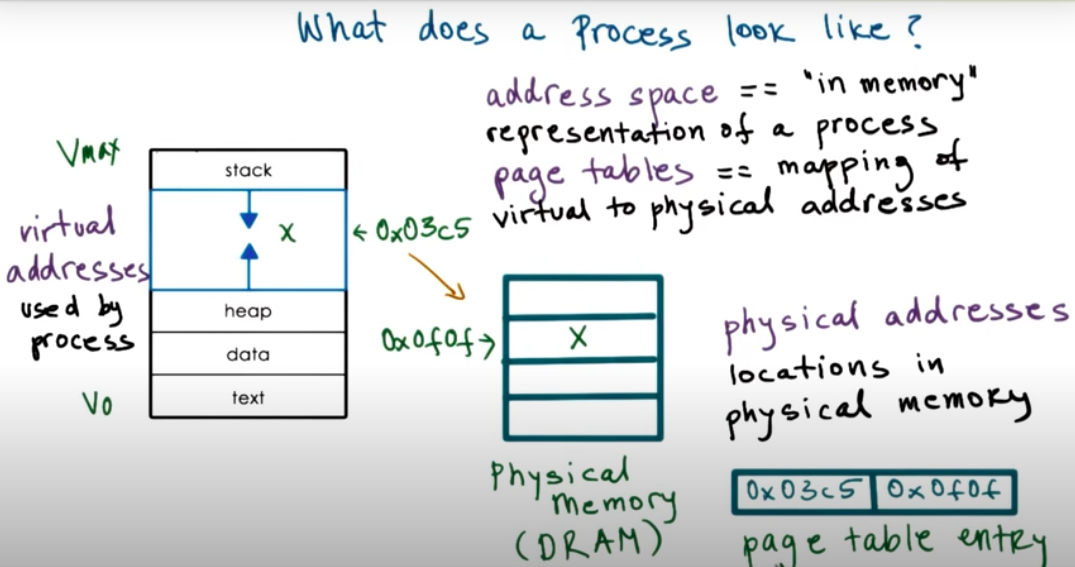 What does a Process look like?
address space == "in memory"
representation of a process
page tables == mapping of
virtual to physical addresses
Vmax
virtual
addresses
used by
process
V0
stack
X
heap
data
text
← 0x03c5
0x0f0f →
X
Physical
Memory
(DRAM)
physical addresses
locations in
physical memory
0x03c5 0x0f0f
page table entry